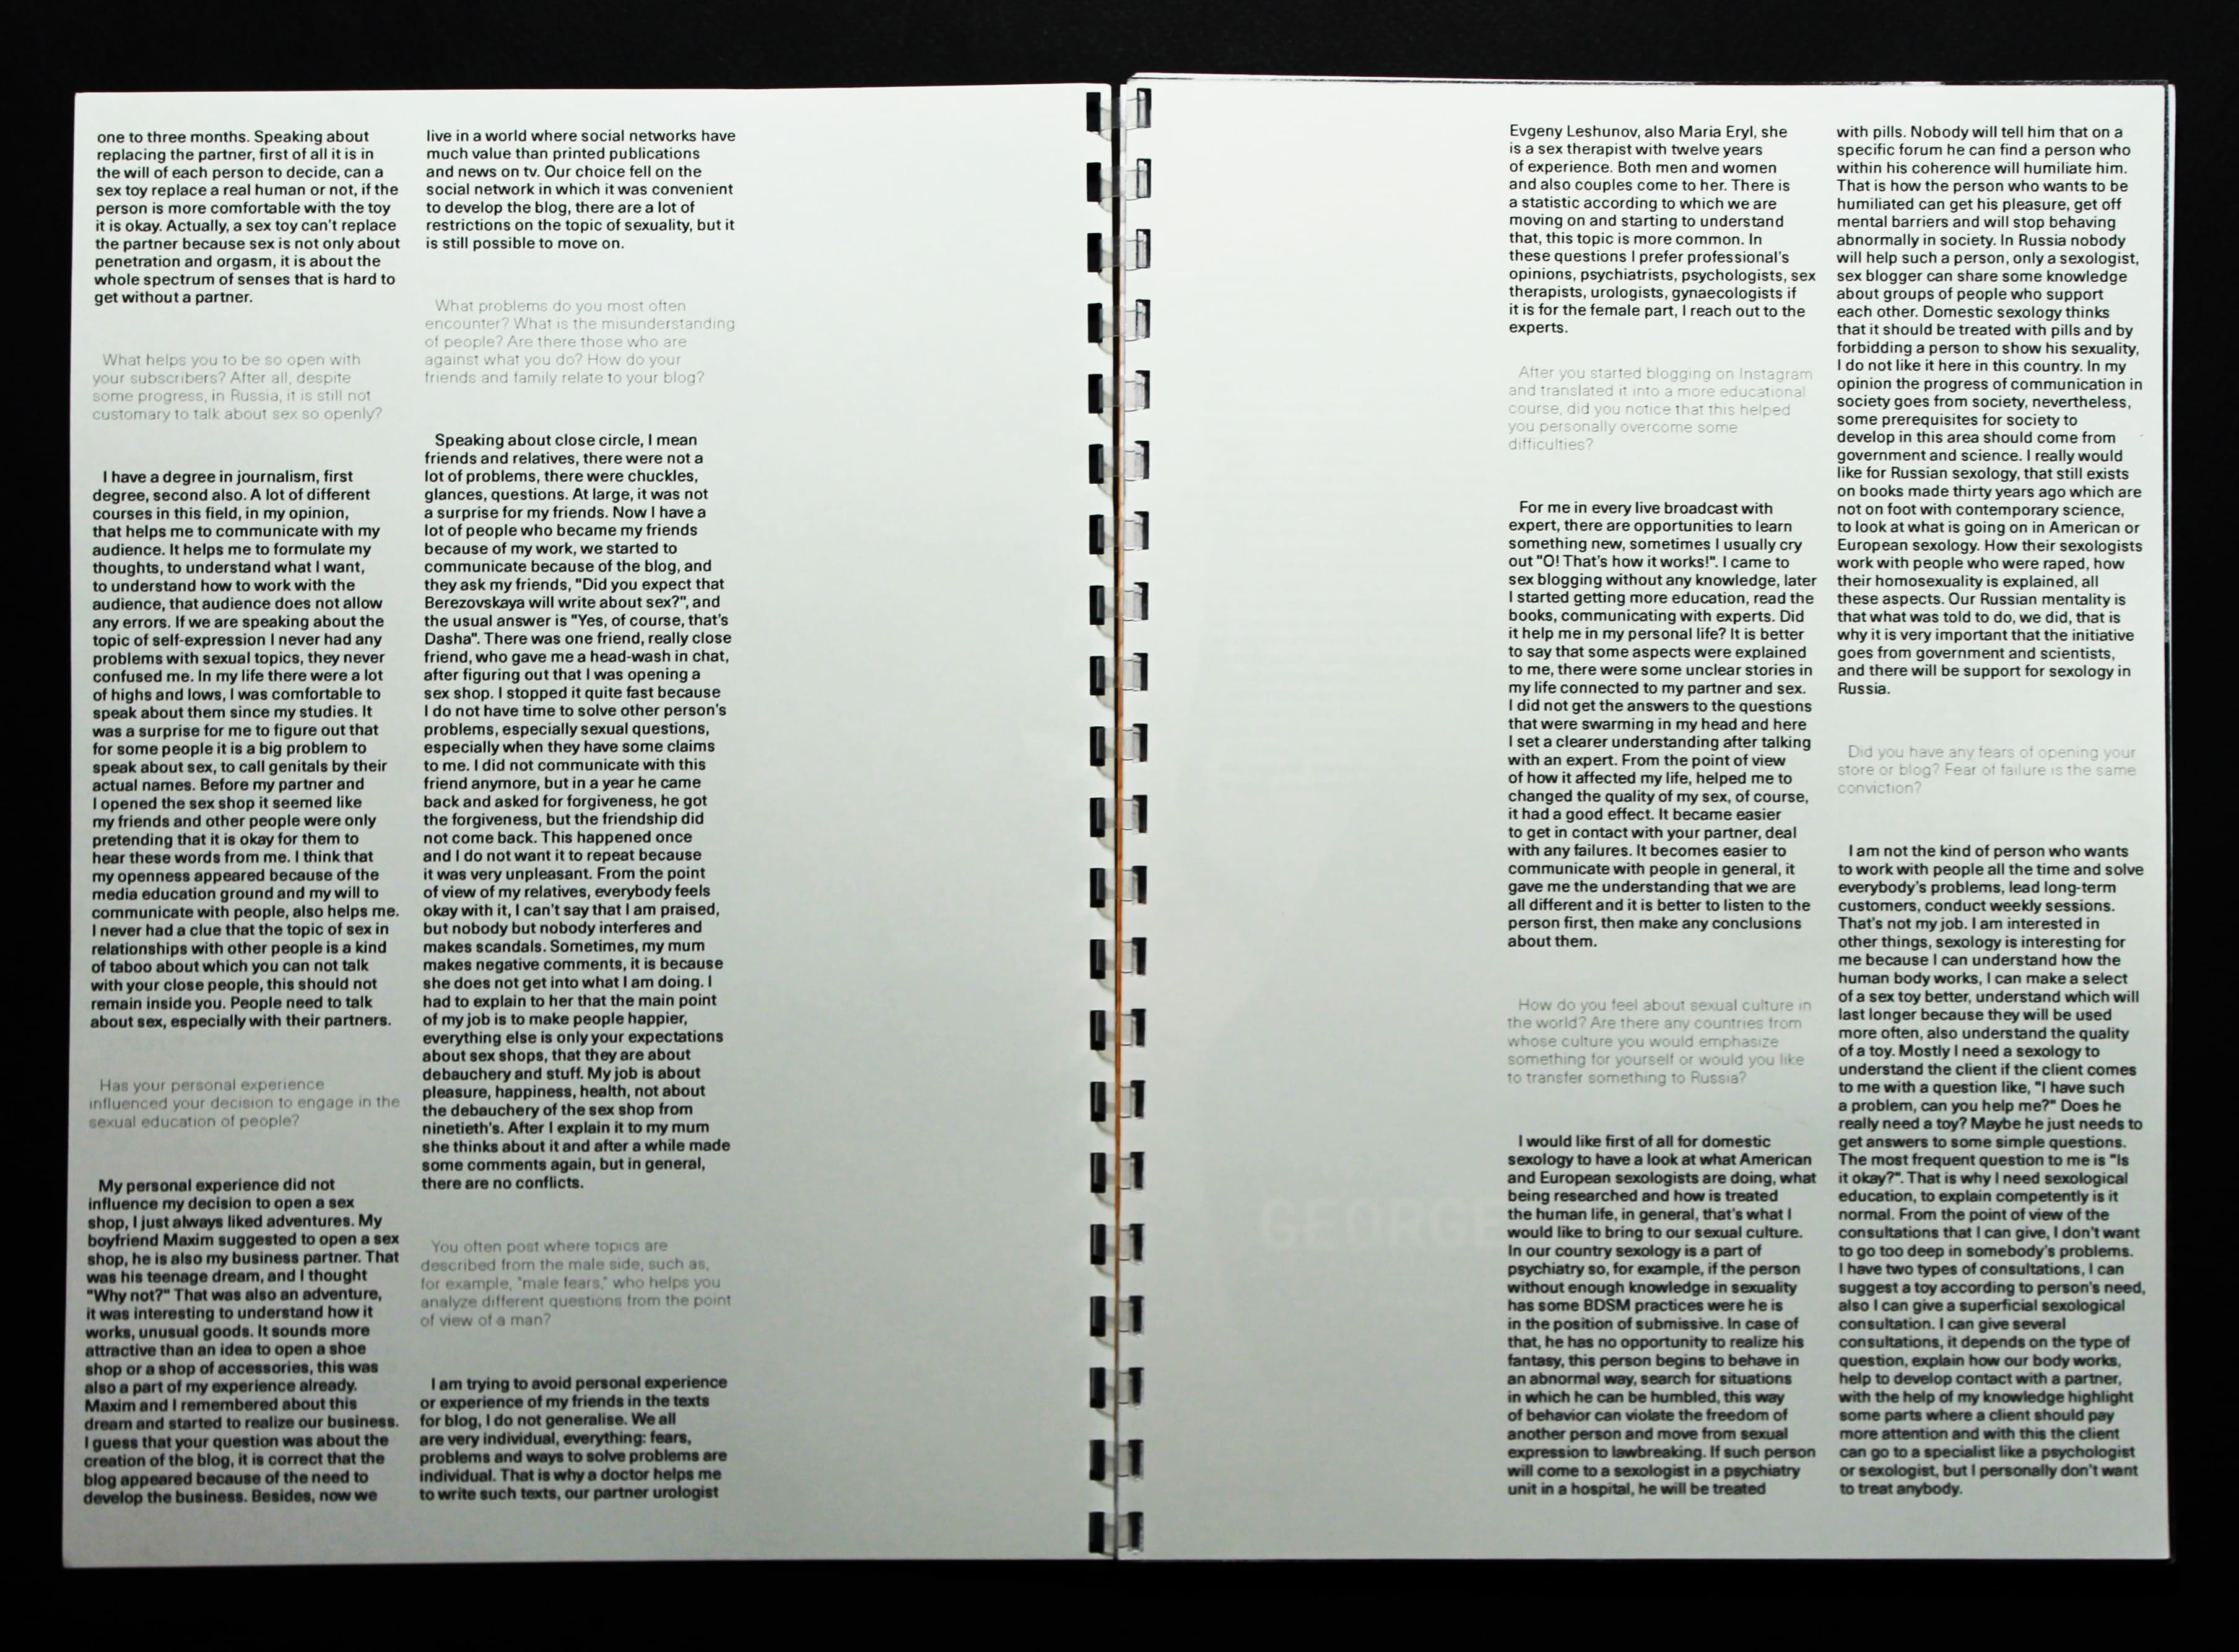 one to three months. Speaking about
replacing the partner, first of all it is in
the will of each person to decide, can a
sex toy replace a real human or not, if the
person is more comfortable with the toy
it is okay. Actually, a sex toy can't replace
the partner because sex is not only about
penetration and orgasm, it is about the
whole spectrum of senses that is hard to
get without a partner.
What helps you to be so open with
your subscribers? After all, despite
some progress, in Russia, it is still not
customary to talk about sex so openly?
I have a degree in journalism, first
degree, second also. A lot of different
courses in this field, in my opinion,
that helps me to communicate with my
audience. It helps me to formulate my
thoughts, to understand what I want,
to understand how to work with the
audience, that audience does not allow
any errors. If we are speaking about the
topic of self-expression I never had any
problems with sexual topics, they never
confused me. In my life there were a lot
of highs and lows, I was comfortable to
speak about them since my studies. It
was a surprise for me to figure out that
for some people it is a big problem to
speak about sex, to call genitals by their
actual names. Before my partner and
I opened the sex shop it seemed like
my friends and other people were only
pretending that it is okay for them to
hear these words from me. I think that
my openness appeared because of the
media education ground and my will to
communicate with people, also helps me.
I never had a clue that the topic of sex in
relationships with other people is a kind
of taboo about which you can not talk
with your close people, this should not
remain inside you. People need to talk
about sex, especially with their partners.
Has your personal experience
influenced your decision to engage in the
sexual education of people?
My personal experience did not
influence my decision to open a sex
shop, I just always liked adventures. My
boyfriend Maxim suggested to open a sex
shop, he is also my business partner. That
was his teenage dream, and I thought
"Why not?" That was also an adventure,
it was interesting to understand how it
works, unusual goods. It sounds more
attractive than an idea to open a shoe
shop or a shop of accessories, this was
also a part of my experience already.
Maxim and I remembered about this
dream and started to realize our business.
I guess that your question was about the
creation of the blog, it is correct that the
blog appeared because of the need to
develop the business. Besides, now we
live in a world where social networks have
much value than printed publications
and news on tv. Our choice fell on the
social network in which it was convenient
to develop the blog, there are a lot of
restrictions on the topic of sexuality, but it
is still possible to move on.
What problems do you most often
encounter? What is the misunderstanding
of people? Are there those who are
against what you do? How do your
friends and family relate to your blog?
Speaking about close circle, I mean
friends and relatives, there were not a
lot of problems, there were chuckles,
glances, questions. At large, it was not
a surprise for my friends. Now I have a
lot of people who became my friends
because of my work, we started to
communicate because of the blog, and
they ask my friends, "Did you expect that
Berezovskaya will write about sex?", and
the usual answer is "Yes, of course, that's
Dasha". There was one friend, really close
friend, who gave me a head-wash in chat,
after figuring out that I was opening a
sex shop. I stopped it quite fast because
I do not have time to solve other person's
problems, especially sexual questions,
especially when they have some claims
to me. I did not communicate with this
friend anymore, but in a year he came
back and asked for forgiveness, he got
the forgiveness, but the friendship did
not come back. This happened once
and I do not want it to repeat because
it was very unpleasant. From the point
of view of my relatives, everybody feels
okay with it, I can't say that I am praised,
but nobody but nobody interferes and
makes scandals. Sometimes, my mum
makes negative comments, it is because
she does not get into what I am doing. I
had to explain to her that the main point
of my job is to make people happier,
everything else is only your expectations
about sex shops, that they are about
debauchery and stuff. My job is about
pleasure, happiness, health, not about
the debauchery of the sex shop from
ninetieth's. After I explain it to my mum
she thinks about it and after a while made
some comments again, but in general,
there are no conflicts.
You often post where topics are
described from the male side, such as,
for example, "male fears," who helps you
analyze different questions from the point
of view of a man?
I am trying to avoid personal experience
or experience of my friends in the texts
for blog, I do not generalise. We all
are very individual, everything: fears,
problems and ways to solve problems are
individual. That is why a doctor helps me
to write such texts, our partner urologist
Evgeny Leshunov, also Maria Eryl, she
is a sex therapist with twelve years
of experience. Both men and women
and also couples come to her. There is
a statistic according to which we are
moving on and starting to understand
that, this topic is more common. In
these questions I prefer professional's
opinions, psychiatrists, psychologists, sex
therapists, urologists, gynaecologists if
it is for the female part, I reach out to the
experts.
After you started blogging on Instagram
and translated it into a more educational
course, did you notice that this helped
you personally overcome some
difficulties?
For me in every live broadcast with
expert, there are opportunities to learn
something new, sometimes I usually cry
out "O! That's how it works!". I came to
sex blogging without any knowledge, later
I started getting more education, read the
books, communicating with experts. Did
it help me in my personal life? It is better
to say that some aspects were explained
to me, there were some unclear stories in
my life connected to my partner and sex.
I did not get the answers to the questions
that were swarming in my head and here
I set a clearer understanding after talking
with an expert. From the point of view
of how it affected my life, helped me to
changed the quality of my sex, of course,
it had a good effect. It became easier
to get in contact with your partner, deal
with any failures. It becomes easier to
communicate with people in general, it
gave me the understanding that we are
all different and it is better to listen to the
person first, then make any conclusions
about them.
How do you feel about sexual culture in
the world? Are there any countries from
whose culture you would emphasize
something for yourself or would you like
to transfer something to Russia?
I would like first of all for domestic
sexology to have a look at what American
and European sexologists are doing, what
being researched and how is treated
the human life, in general, that's what I
would like to bring to our sexual culture.
In our country sexology is a part of
psychiatry so, for example, if the person
without enough knowledge in sexuality
has some BDSM practices were he is
in the position of submissive. In case of
that, he has no opportunity to realize his
fantasy, this person begins to behave in
an abnormal way, search for situations
in which he can be humbled, this way
of behavior can violate the freedom of
another person and move from sexual
expression to lawbreaking. If such person
will come to a sexologist in a psychiatry
unit in a hospital, he will be treated
with pills. Nobody will tell him that on a
specific forum he can find a person who
within his coherence will humiliate him.
That is how the person who wants to be
humiliated can get his pleasure, get off
mental barriers and will stop behaving
abnormally in society. In Russia nobody
will help such a person, only a sexologist,
sex blogger can share some knowledge
about groups of people who support
each other. Domestic sexology thinks
that it should be treated with pills and by
forbidding a person to show his sexuality,
I do not like it here in this country. In my
opinion the progress of communication in
society goes from society, nevertheless,
some prerequisites for society to
develop in this area should come from
government and science. I really would
like for Russian sexology, that still exists
on books made thirty years ago which are
not on foot with contemporary science,
to look at what is going on in American or
European sexology. How their sexologists
work with people who were raped, how
their homosexuality is explained, all
these aspects. Our Russian mentality is
that what was told to do, we did, that is
why it is very important that the initiative
goes from government and scientists,
and there will be support for sexology in
Russia.
Did you have any fears of opening your
store or blog? Fear of failure is the same
conviction?
I am not the kind of person who wants
to work with people all the time and solve
everybody's problems, lead long-term
customers, conduct weekly sessions.
That's not my job. I am interested in
other things, sexology is interesting for
me because I can understand how the
human body works, I can make a select
of a sex toy better, understand which will
last longer because they will be used
more often, also understand the quality
of a toy. Mostly I need a sexology to
understand the client if the client comes
to me with a question like, "I have such
a problem, can you help me?" Does he
really need a toy? Maybe he just needs to
get answers to some simple questions.
The most frequent question to me is "Is
it okay?". That is why I need sexological
education, to explain competently is it
normal. From the point of view of the
consultations that I can give, I don't want
to go too deep in somebody's problems.
I have two types of consultations, I can
suggest a toy according to person's need,
also I can give a superficial sexological
consultation. I can give several
consultations, it depends on the type of
question, explain how our body works,
help to develop contact with a partner,
with the help of my knowledge highlight
some parts where a client should pay
more attention and with this the client
can go to a specialist like a psychologist
or sexologist, but I personally don't want
to treat anybody.
GEORGE